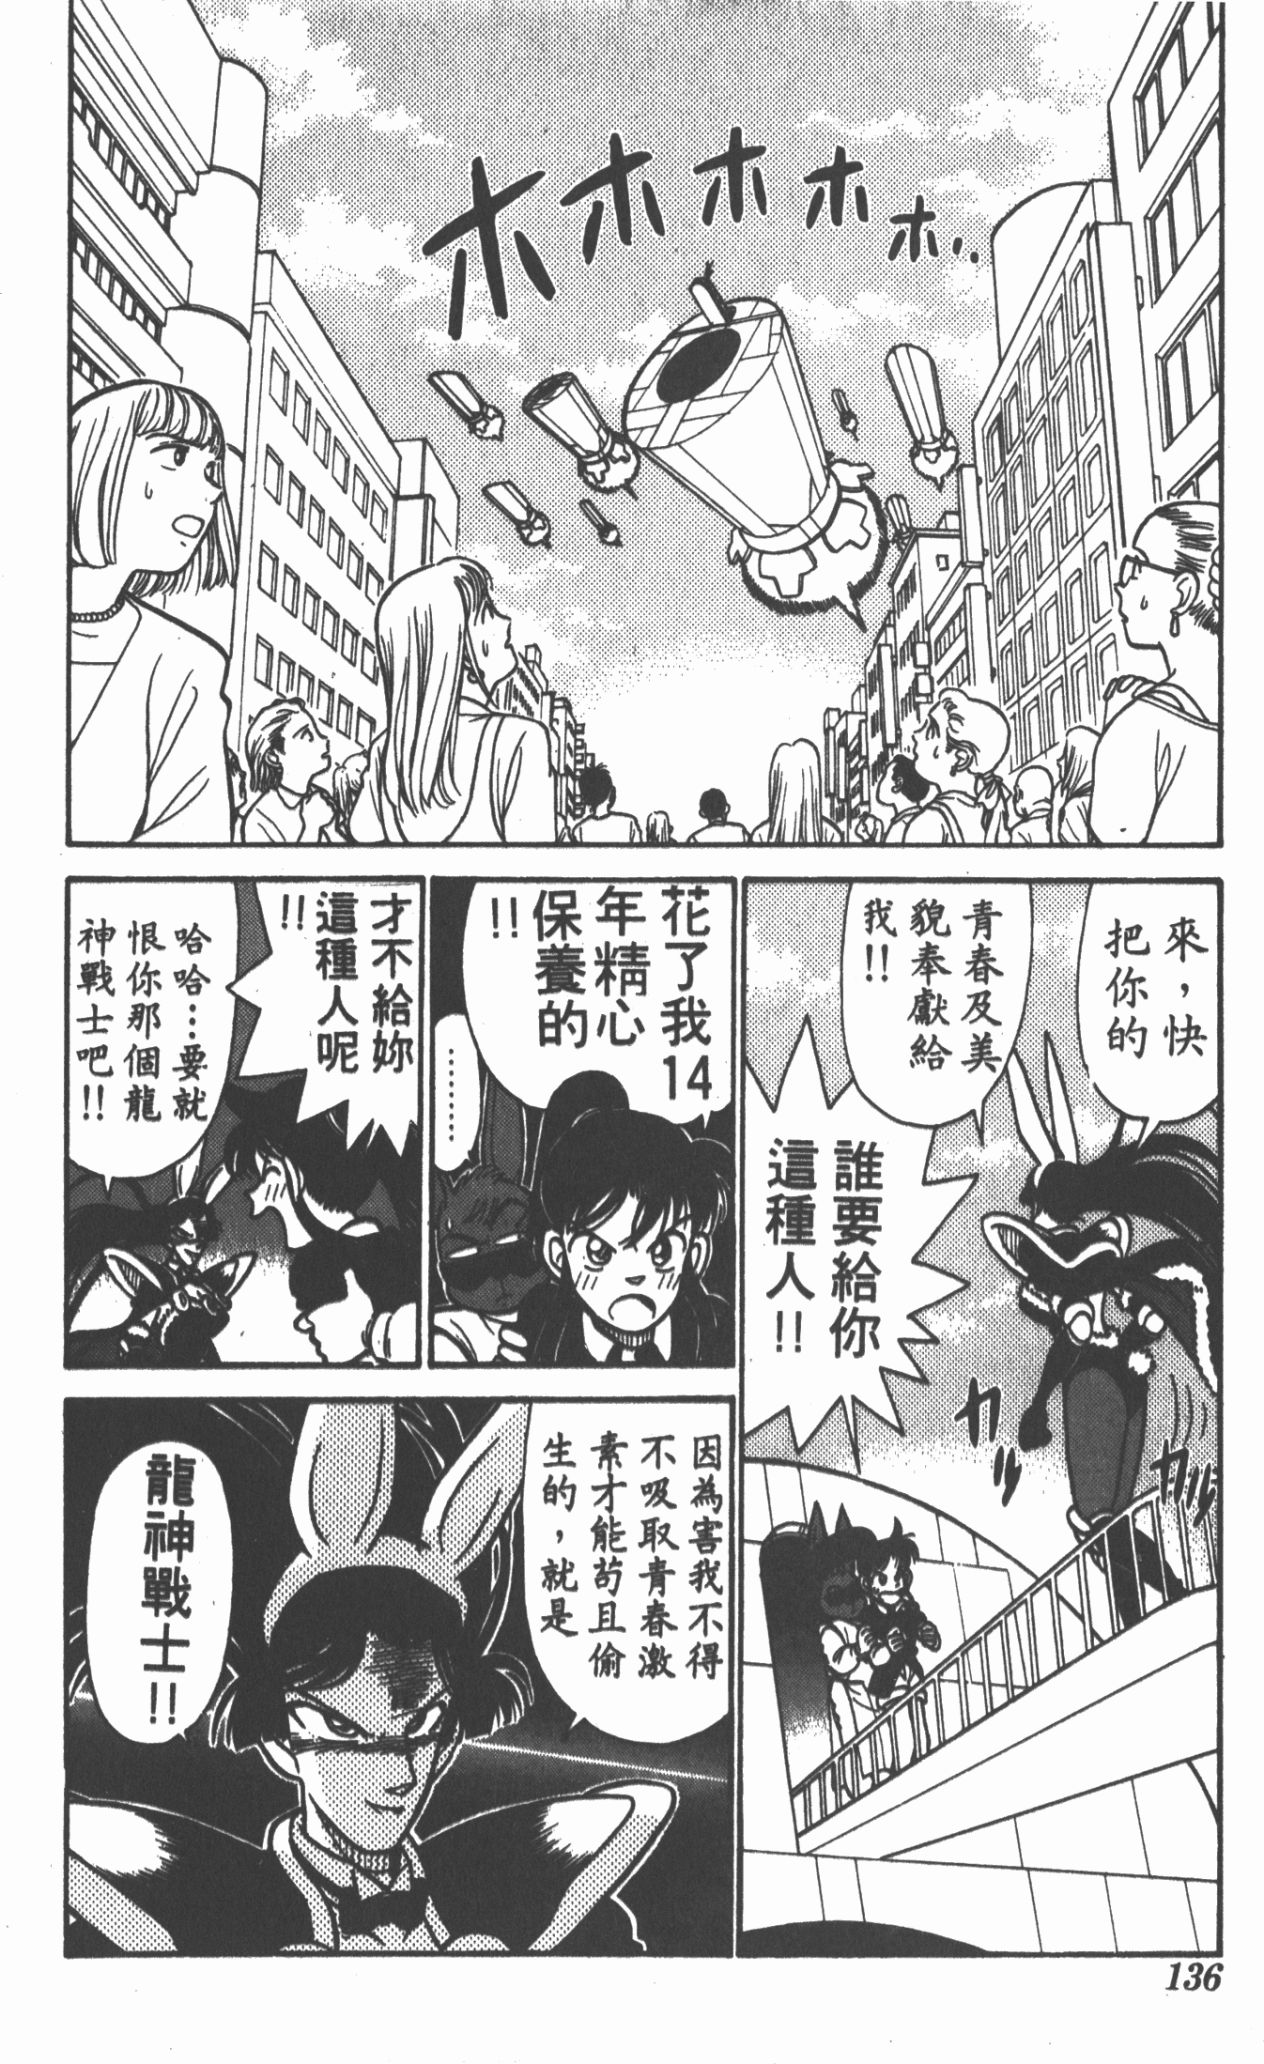 ホホホホホ..
來，快
把你的
青春及美
貌奉獻給
我!!
誰要給你
這種人!!
カッ
カッ
花了我14
年精心
保養的
!!
………
才不給妳
這種人呢
!!
哈哈…要就
恨你那個龍
神戰士吧!!
因為害我不得
不吸取青春激
素才能苟且偷
生的，就是
龍神戰士!!
136